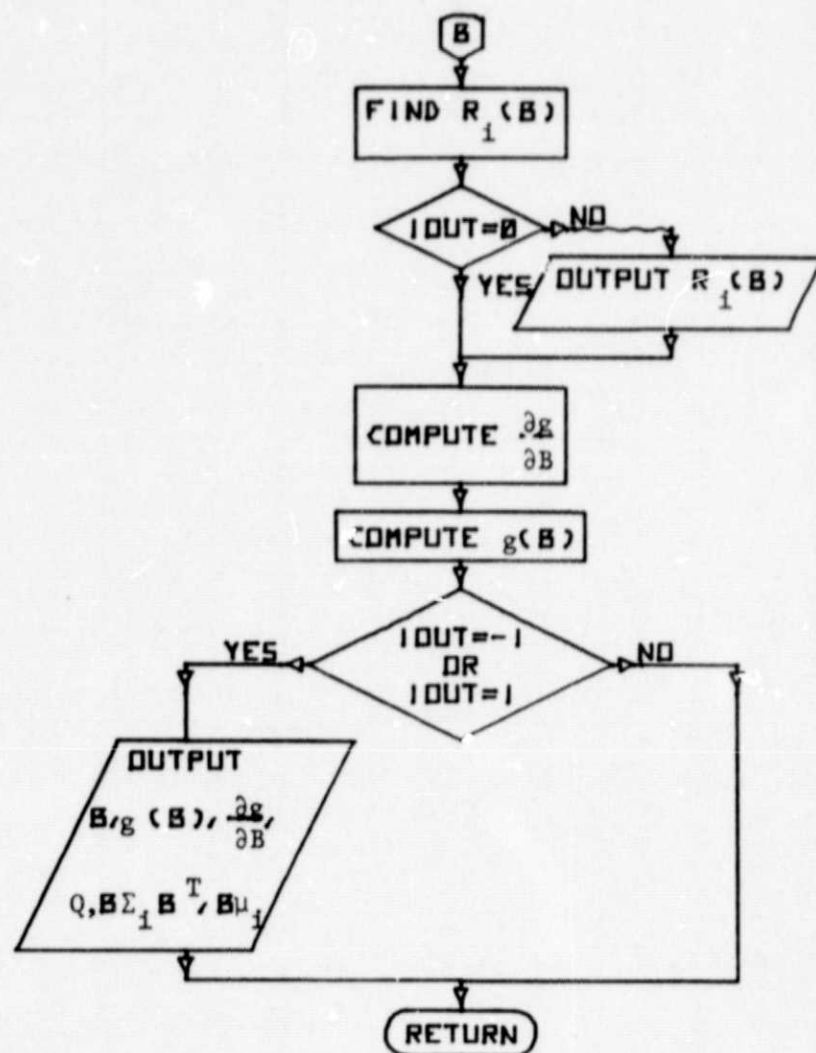 B
FIND R_i(B)
IOUT=0
NO
YES
OUTPUT R_i(B)
COMPUTE ∂g/∂B
COMPUTE g(B)
IOUT=-1
OR
IOUT=1
YES
NO
OUTPUT
B,g (B), ∂g/∂B,
Q,BΣ_iB^T,Bμ_i
RETURN